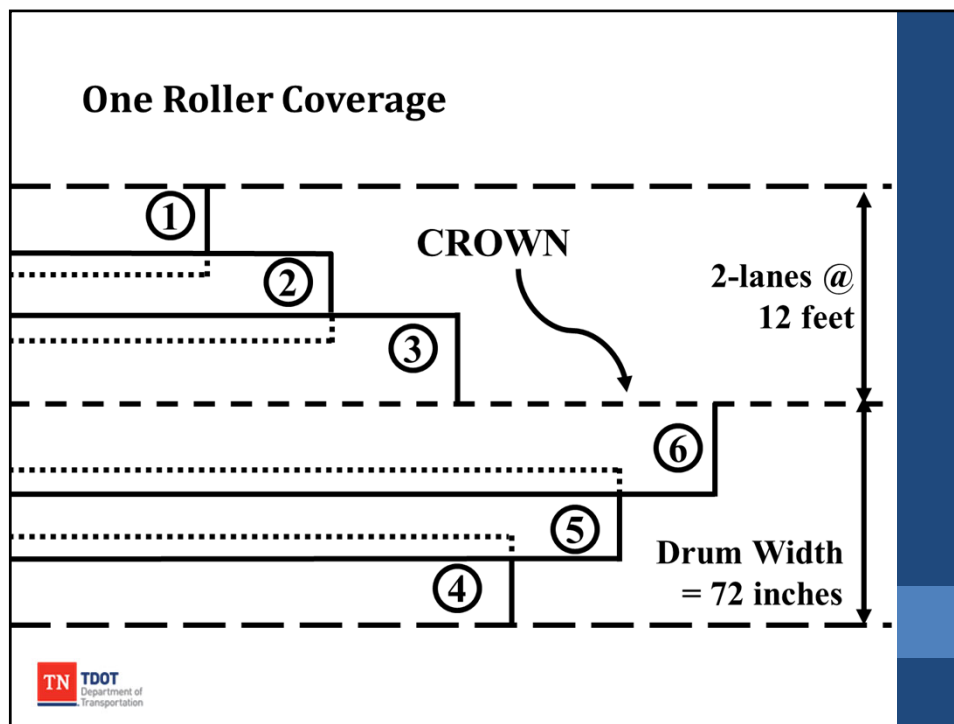 One Roller Coverage
1
2
CROWN
2-lanes @
12 feet
3
6
5
Drum Width
= 72 inches
4
TN TDOT
Department of
Transportation